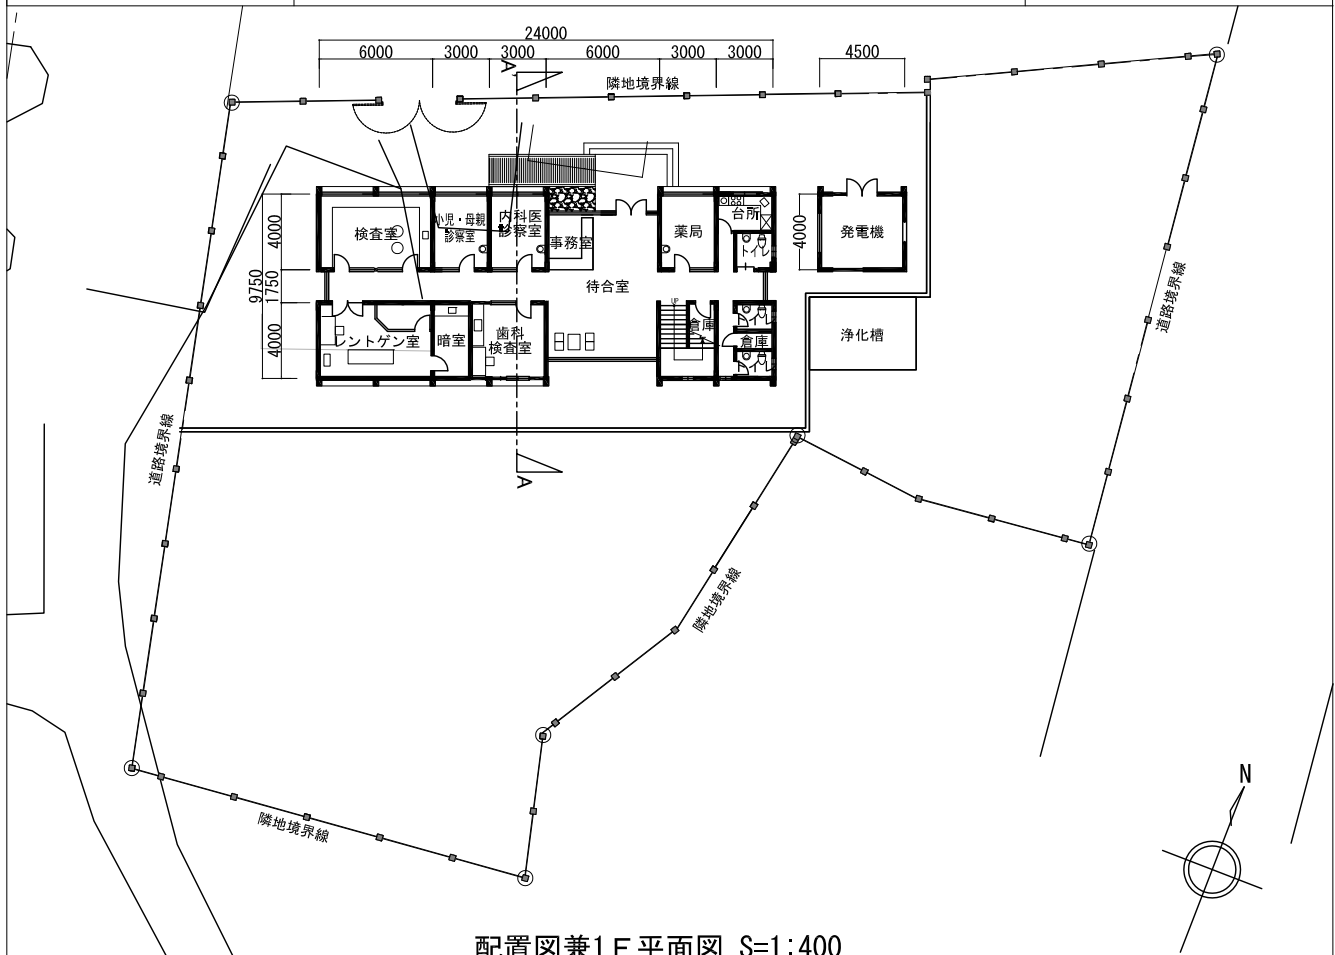 24000
6000 3000 3000 6000 3000 3000 4500
A
隣地境界線
4000
検査室
小児・母親
診察室
内科医
診察室
事務室
薬局
台所
トイレ
4000
発電機
9750
1750
待合室
UP
4000
レントゲン室
暗室
歯科
検査室
倉庫
トイレ
倉庫
トイレ
浄化槽
道路境界線
道路境界線
A
隣地境界線
隣地境界線
N
配置図兼1F平面図 S=1:400